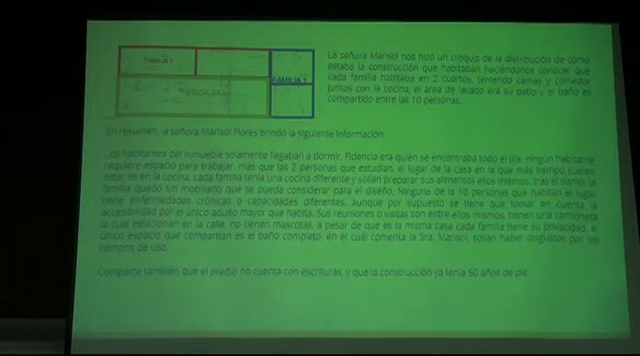 FAMILIA 1
FAMILIA 1
ESCALERAS
La señora Marisol nos hizo un croquis de la distribución de cómo
estaba la construcción que habitaban haciéndonos conocer que
cada familia habitaba en 2 cuartos, teniendo camas y comedor
juntos con la cocina, el área de lavado era su patio y el baño es
compartido entre las 10 personas.
En resumen, la señora Marisol Flores brindó la siguiente información
Los habitantes del inmueble solamente llegaban a dormir, Fidencia era quién se encontraba todo el día, ningún habitante
requiere espacio para trabajar, más que las 2 personas que estudian, el lugar de la casa en la que más tiempo suelen
estar es en la cocina, cada familia tenía una cocina diferente y solían preparar sus alimentos ellos mismos, tras el sismo, la
familia quedó sin mobiliario que se pueda considerar para el diseño. Ninguna de la 10 personas que habitan el lugar
tiene enfermedades crónicas o capacidades diferentes, aunque por supuesto se tiene que tomar en cuenta la
accesibilidad por el único adulto mayor que habita. Sus reuniones o visitas son entre ellos mismos, tienen una camioneta
la cual estacionan en la calle, no tienen mascotas, a pesar de que es la misma casa cada familia tiene su privacidad, el
único espacio que compartían es el baño completo, en el cuál comenta la Sra. Marisol, solían haber disgustos por los
tiempos de uso.
Comparte también que el predio no cuenta con escrituras, y que la construcción ya tenía 50 años de pie